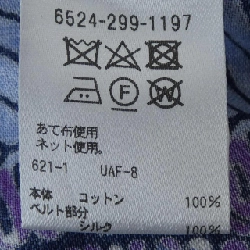 6524-299-1197
あて布使用
ネット使用。
621-1 UAF-8
本体 コットン 100%
ベルト部分
シルク 100%